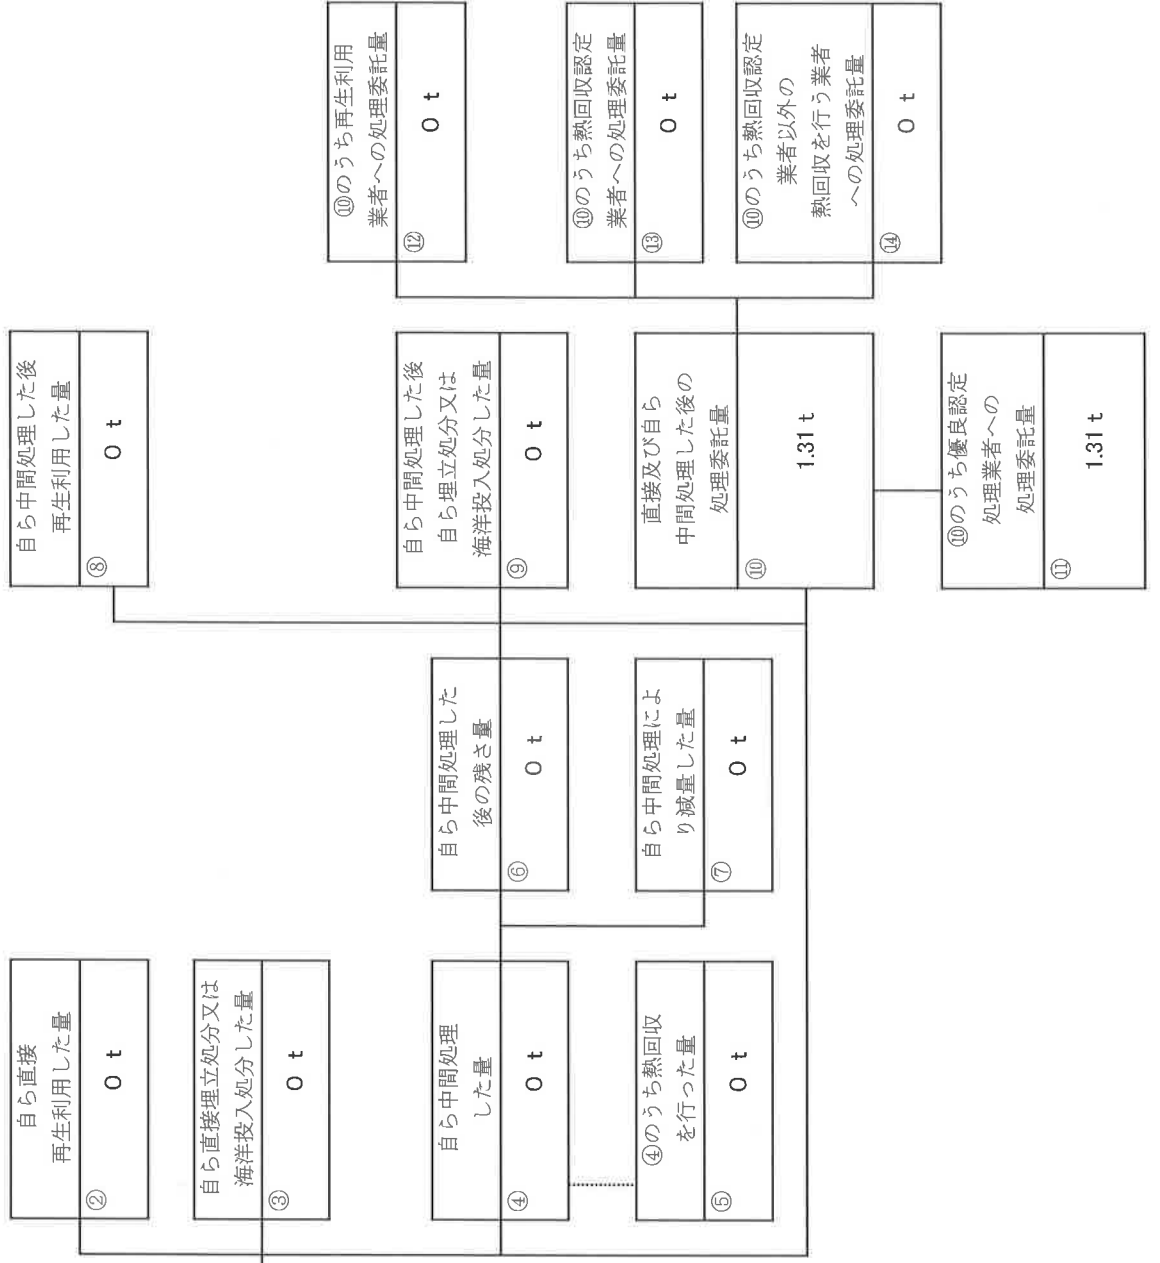 自ら直接
再生利用した量
②
0 t
自ら直接埋立処分又は
海洋投入処分した量
③
0 t
自ら中間処理
した量
④
0 t
④のうち熱回収
を行った量
⑤
0 t
自ら中間処理した
後の残さ量
⑥
0 t
自ら中間処理によ
り減量した量
⑦
0 t
自ら中間処理した後
再生利用した量
⑧
0 t
自ら中間処理した後
自ら埋立処分又は
海洋投入処分した量
⑨
0 t
直接及び自ら
中間処理した後の
処理委託量
⑩
1.31 t
⑩のうち優良認定
処理業者への
処理委託量
⑪
1.31 t
⑩のうち再生利用
業者への処理委託量
⑫
0 t
⑩のうち熱回収認定
業者への処理委託量
⑬
0 t
⑩のうち熱回収認定
業者以外の
熱回収を行う業者
への処理委託量
⑭
0 t